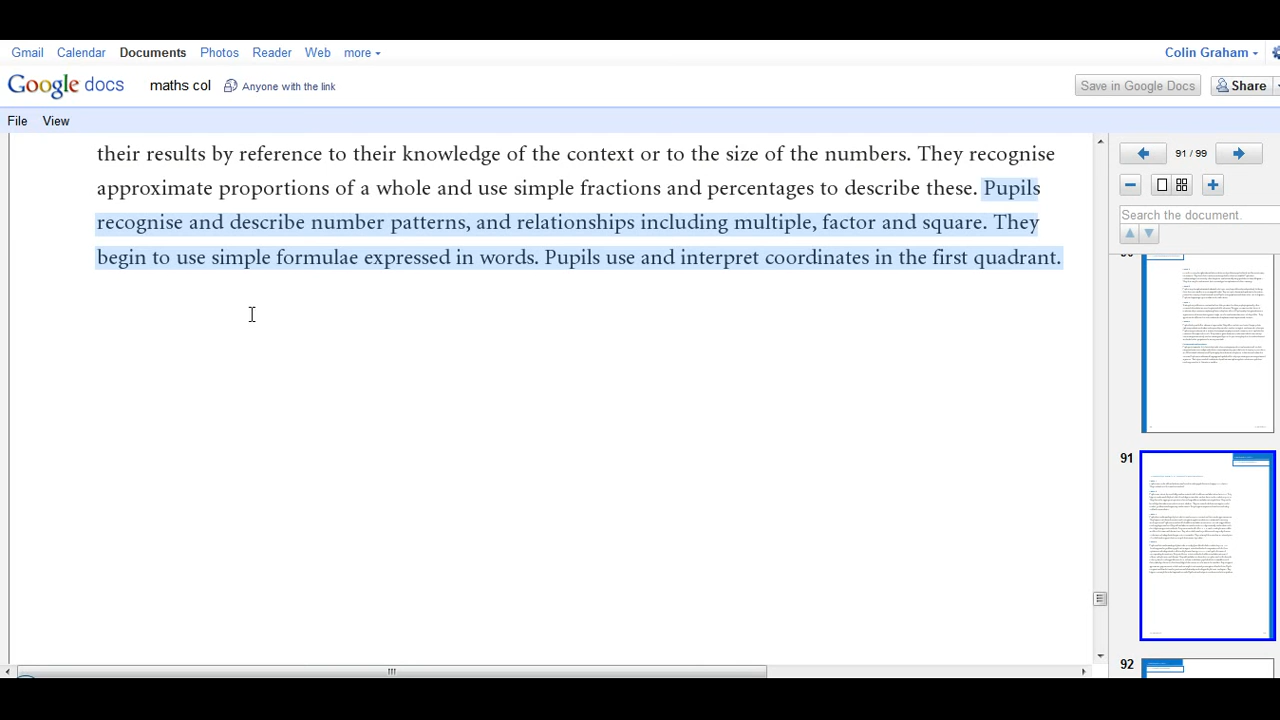 Gmail Calendar Documents Photos Reader Web more Colin Graham
Google docs maths col Anyone with the link Save in Google Docs Share
File View
their results by reference to their knowledge of the context or to the size of the numbers. They recognise
approximate proportions of a whole and use simple fractions and percentages to describe these. Pupils
recognise and describe number patterns, and relationships including multiple, factor and square. They
begin to use simple formulae expressed in words. Pupils use and interpret coordinates in the first quadrant.
91 / 99
Search the document.
91
92